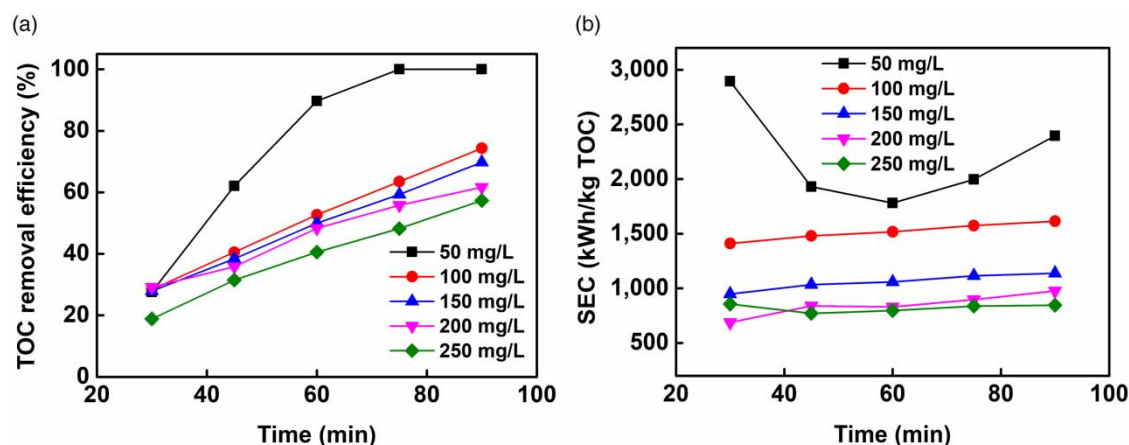 (a)
TOC removal efficiency (%)
100
80
60
40
20
0
50 mg/L
100 mg/L
150 mg/L
200 mg/L
250 mg/L
20
40
60
80
100
Time (min)
(b)
SEC (kWh/kg TOC)
3,000
2,500
2,000
1,500
1,000
500
50 mg/L
100 mg/L
150 mg/L
200 mg/L
250 mg/L
20
40
60
80
100
Time (min)